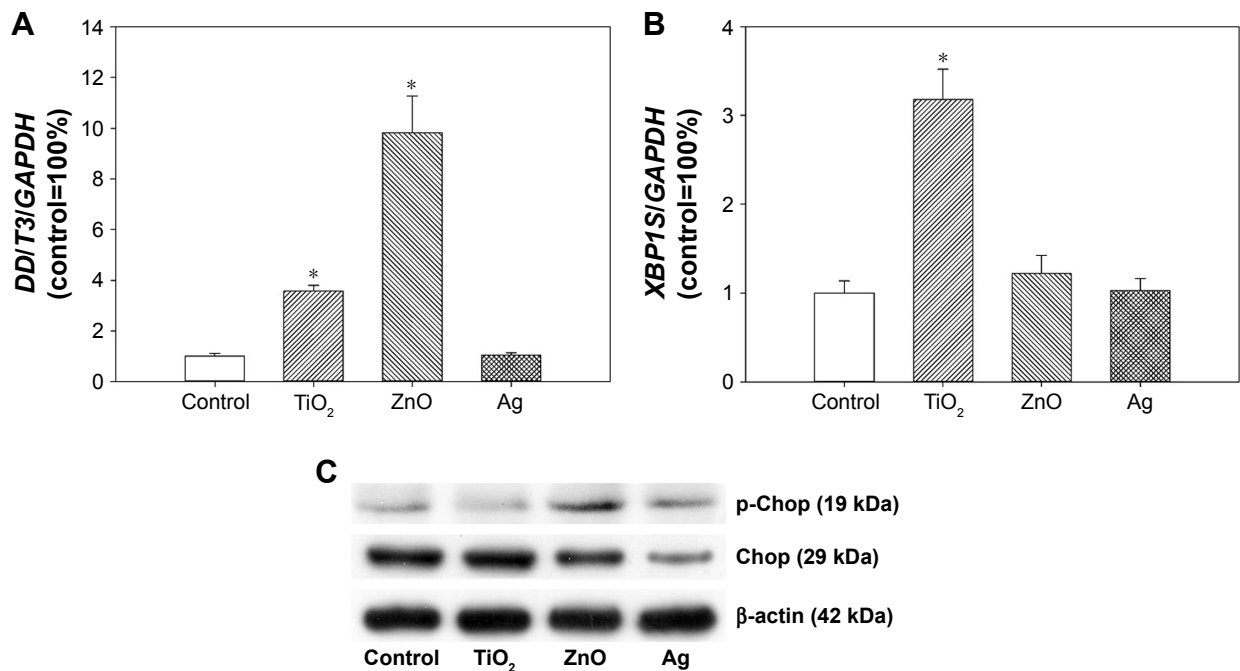 A
14
12
10
8
6
4
2
0
DDIT3/GAPDH
(control=100%)
*
*
Control TiO₂ ZnO Ag
B
4
3
2
1
0
XBP1S/GAPDH
(control=100%)
*
Control TiO₂ ZnO Ag
C
p-Chop (19 kDa)
Chop (29 kDa)
β-actin (42 kDa)
Control TiO₂ ZnO Ag